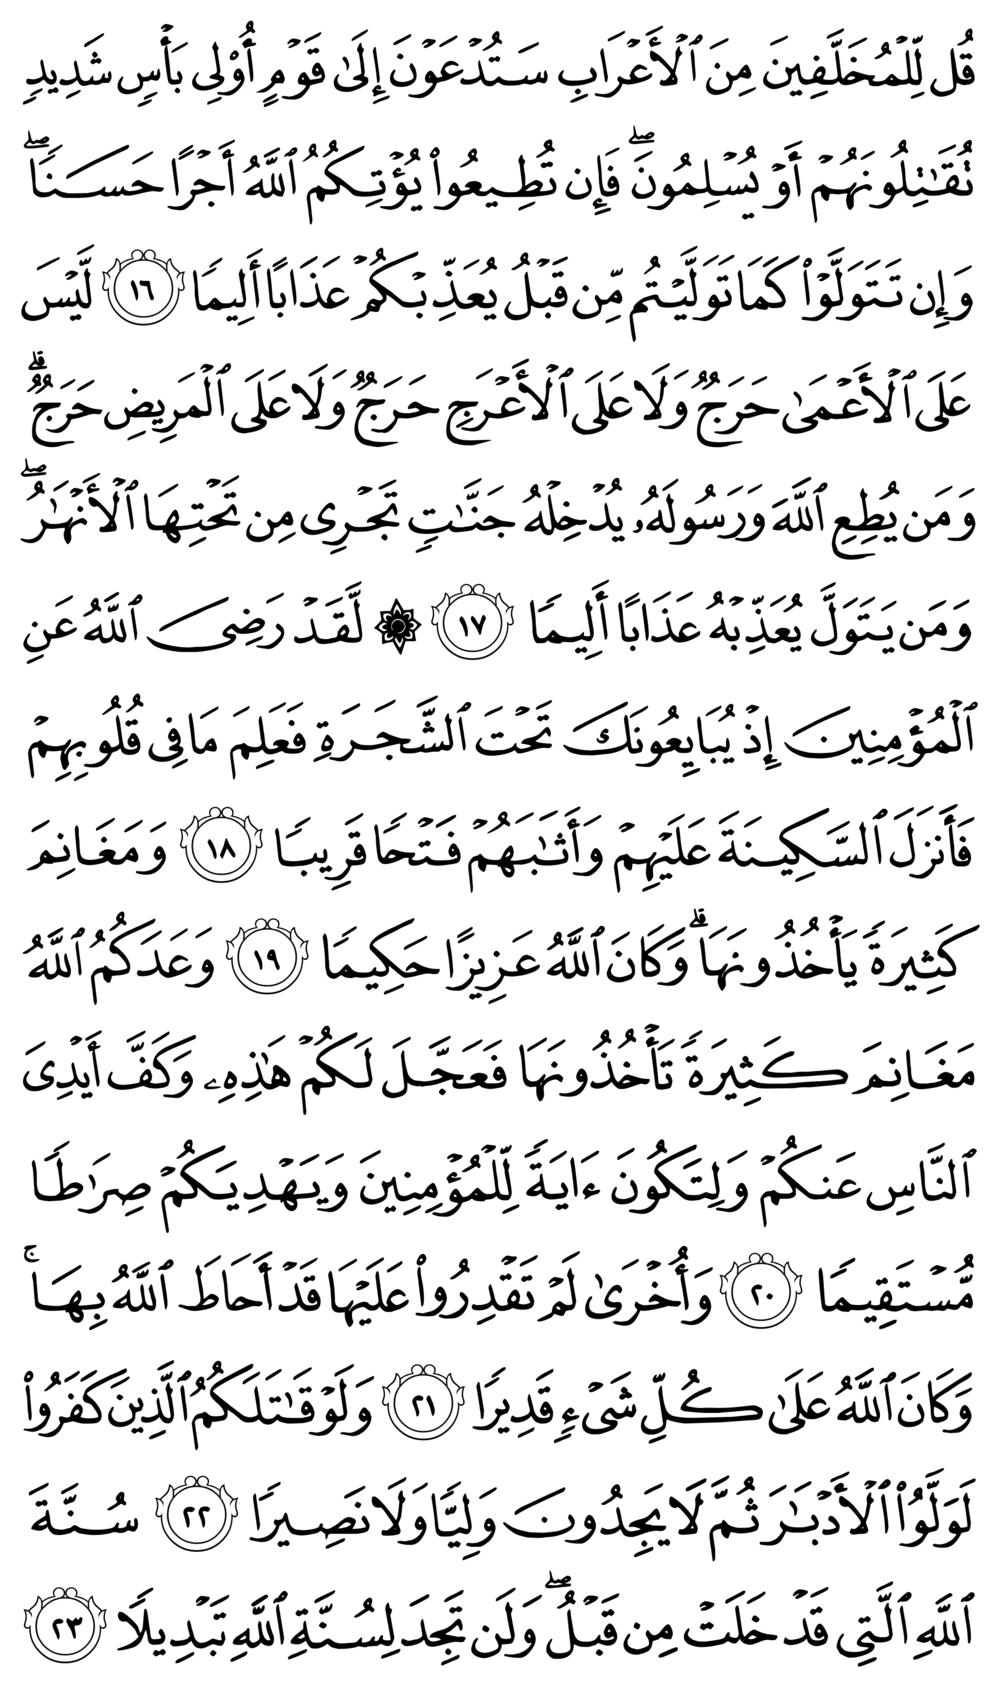 قُل لِّلۡمُخَلَّفِينَ مِنَ ٱلۡأَعۡرَابِ سَتُدۡعَوۡنَ إِلَىٰ قَوۡمٍ أُوْلِي بَأۡسٖ شَدِيدٖ
تُقَٰتِلُونَهُمۡ أَوۡ يُسۡلِمُونَۖ فَإِن تُطِيعُواْ يُؤۡتِكُمُ ٱللَّهُ أَجۡرًا حَسَنٗاۖ
وَإِن تَتَوَلَّوۡاْ كَمَا تَوَلَّيۡتُم مِّن قَبۡلُ يُعَذِّبۡكُمۡ عَذَابًا أَلِيمٗا ١٦ لَّيۡسَ
عَلَى ٱلۡأَعۡمَىٰ حَرَجٞ وَلَا عَلَى ٱلۡأَعۡرَجِ حَرَجٞ وَلَا عَلَى ٱلۡمَرِيضِ حَرَجٞۗ
وَمَن يُطِعِ ٱللَّهَ وَرَسُولَهُۥ يُدۡخِلۡهُ جَنَّٰتٖ تَجۡرِي مِن تَحۡتِهَا ٱلۡأَنۡهَٰرُۖ
وَمَن يَتَوَلَّ يُعَذِّبۡهُ عَذَابًا أَلِيمٗا ١٧ ۞ لَّقَدۡ رَضِيَ ٱللَّهُ عَنِ
ٱلۡمُؤۡمِنِينَ إِذۡ يُبَايِعُونَكَ تَحۡتَ ٱلشَّجَرَةِ فَعَلِمَ مَا فِي قُلُوبِهِمۡ
فَأَنزَلَ ٱلسَّكِينَةَ عَلَيۡهِمۡ وَأَثَٰبَهُمۡ فَتۡحٗا قَرِيبٗا ١٨ وَمَغَانِمَ
كَثِيرَةٗ يَأۡخُذُونَهَاۗ وَكَانَ ٱللَّهُ عَزِيزًا حَكِيمٗا ١٩ وَعَدَكُمُ ٱللَّهُ
مَغَانِمَ كَثِيرَةٗ تَأۡخُذُونَهَا فَعَجَّلَ لَكُمۡ هَٰذِهِۦ وَكَفَّ أَيۡدِيَ
ٱلنَّاسِ عَنكُمۡ وَلِتَكُونَ ءَايَةٗ لِّلۡمُؤۡمِنِينَ وَيَهۡدِيَكُمۡ صِرَٰطٗا
مُّسۡتَقِيمٗا ٢٠ وَأُخۡرَىٰ لَمۡ تَقۡدِرُواْ عَلَيۡهَا قَدۡ أَحَاطَ ٱللَّهُ بِهَاۚ
وَكَانَ ٱللَّهُ عَلَىٰ كُلِّ شَيۡءٖ قَدِيرٗا ٢١ وَلَوۡ قَٰتَلَكُمُ ٱلَّذِينَ كَفَرُواْ
لَوَلَّوُاْ ٱلۡأَدۡبَٰرَ ثُمَّ لَا يَجِدُونَ وَلِيّٗا وَلَا نَصِيرٗا ٢٢ سُنَّةَ
ٱللَّهِ ٱلَّتِي قَدۡ خَلَتۡ مِن قَبۡلُۖ وَلَن تَجِدَ لِسُنَّةِ ٱللَّهِ تَبۡدِيلٗا ٢٣